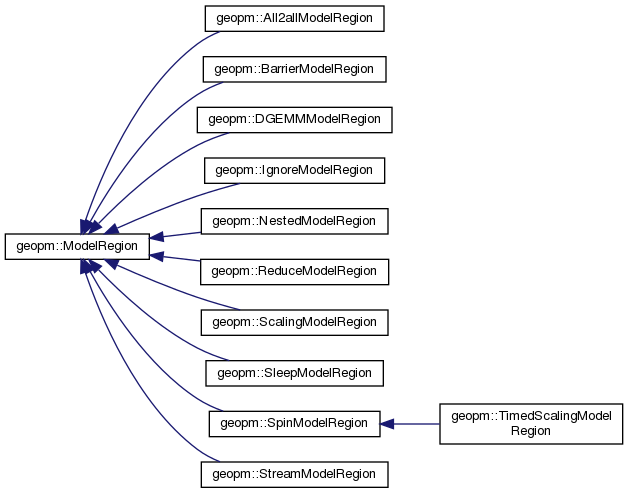 geopm::All2allModelRegion
geopm::BarrierModelRegion
geopm::DGEMMModelRegion
geopm::IgnoreModelRegion
geopm::NestedModelRegion
geopm::ModelRegion
geopm::ReduceModelRegion
geopm::ScalingModelRegion
geopm::SleepModelRegion
geopm::SpinModelRegion
geopm::TimedScalingModel
Region
geopm::StreamModelRegion